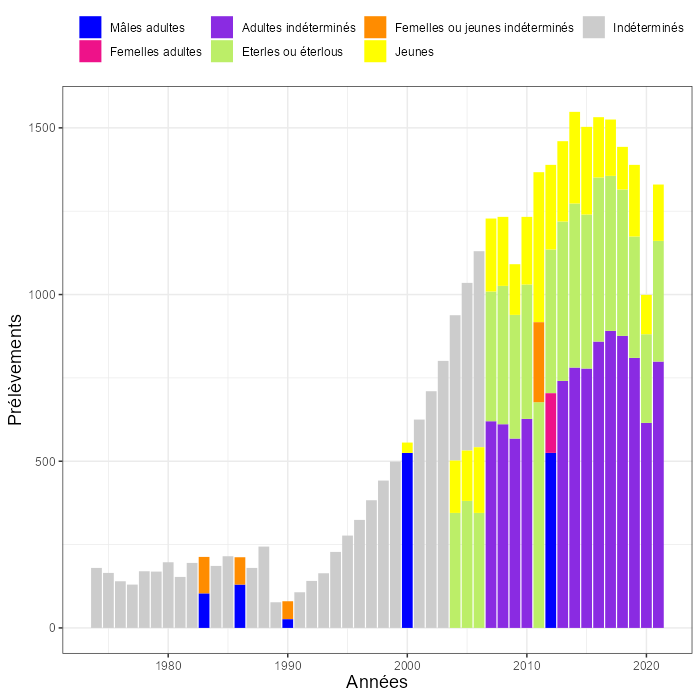 Mâles adultes
Adultes indéterminés
Femelles ou jeunes indéterminés
Indéterminés
Femelles adultes
Eterles ou éterlous
Jeunes
Prélèvements
1500
1000
500
0
1980
1990
2000
2010
2020
Années